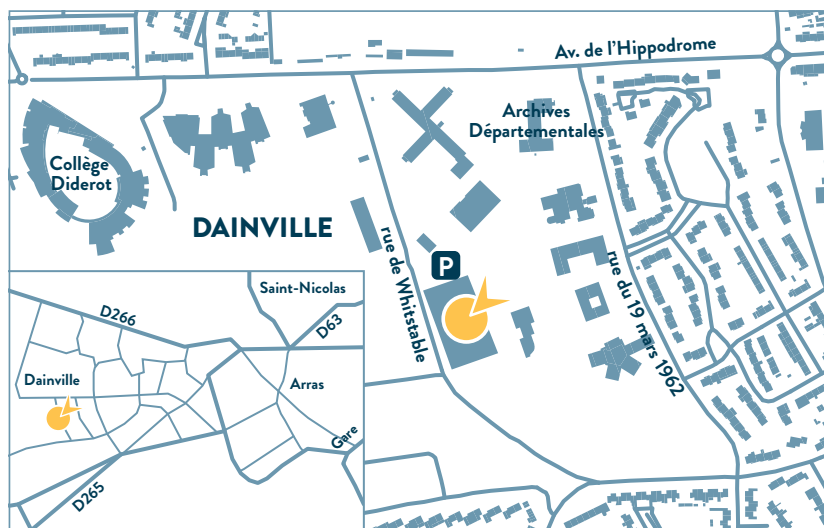 Av. de l'Hippodrome
Archives
Départementales
Collège
Diderot
DAINVILLE
rue de Whitstable
P
rue du 19 mars 1962
Saint-Nicolas
D266
D63
Dainville
Arras
Gare
D265